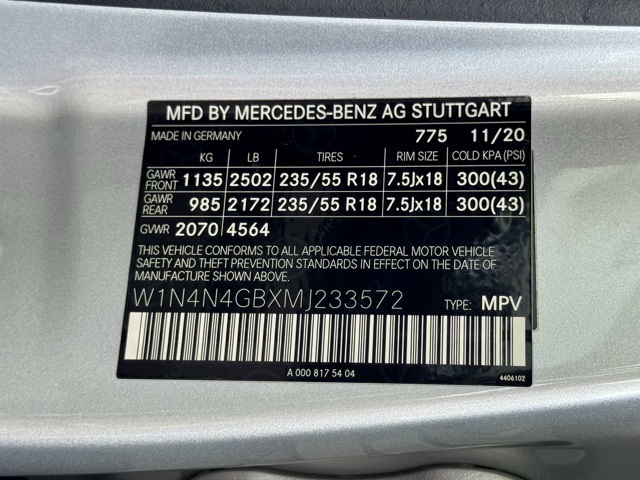 MFD BY MERCEDES-BENZ AG STUTTGART
MADE IN GERMANY 775 11/20
KG LB TIRES RIM SIZE COLD KPA (PSI)
GAWR FRONT 1135 2502 235/55 R18 7.5Jx18 300(43)
GAWR REAR 985 2172 235/55 R18 7.5Jx18 300(43)
GVWR 2070 4564
THIS VEHICLE CONFORMS TO ALL APPLICABLE FEDERAL MOTOR VEHICLE
SAFETY AND THEFT PREVENTION STANDARDS IN EFFECT ON THE DATE
OF MANUFACTURE SHOWN ABOVE.
W1N4N4GBXMJ233572 TYPE: MPV
A 000 817 54 04
4406102